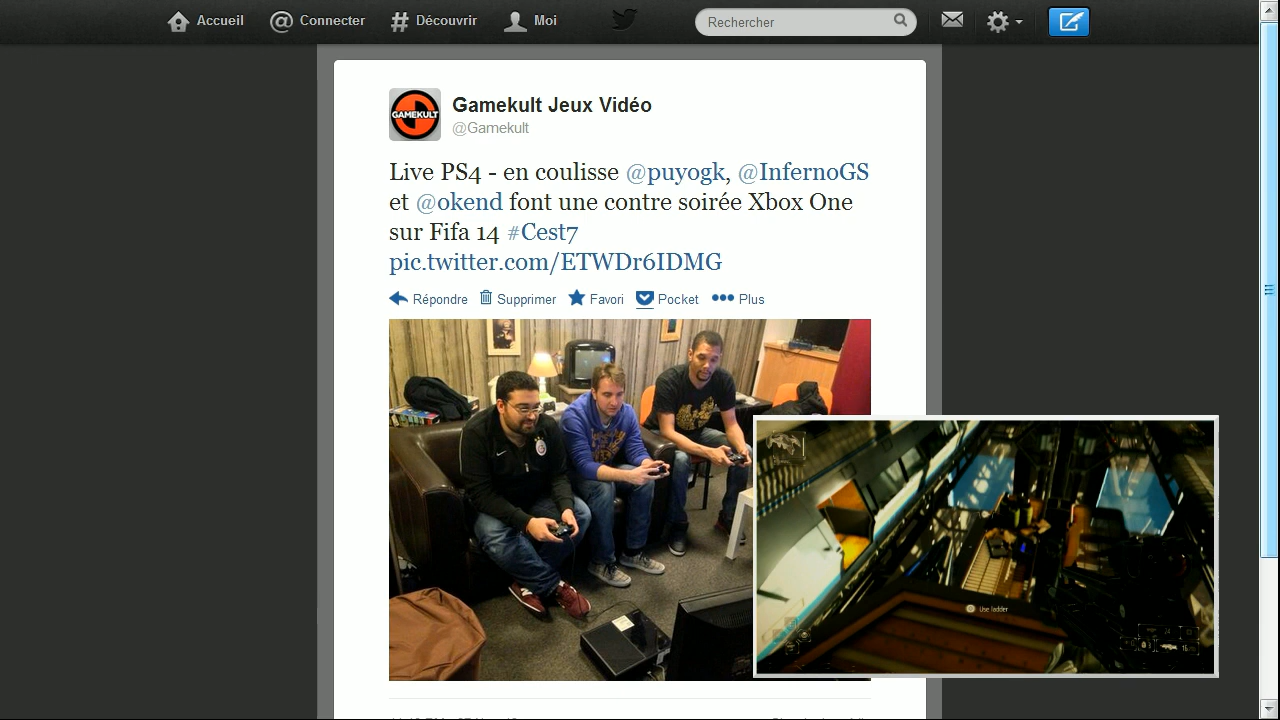 Accueil @ Connecter # Découvrir Moi Rechercher
GAMEKULT
Gamekult Jeux Vidéo
@Gamekult
Live PS4 - en coulisse @puyogk, @InfernoGS
et @okend font une contre soirée Xbox One
sur Fifa 14 #Cest7
pic.twitter.com/ETWDr6IDMG
Répondre Supprimer Favori Pocket Plus
Use ladder